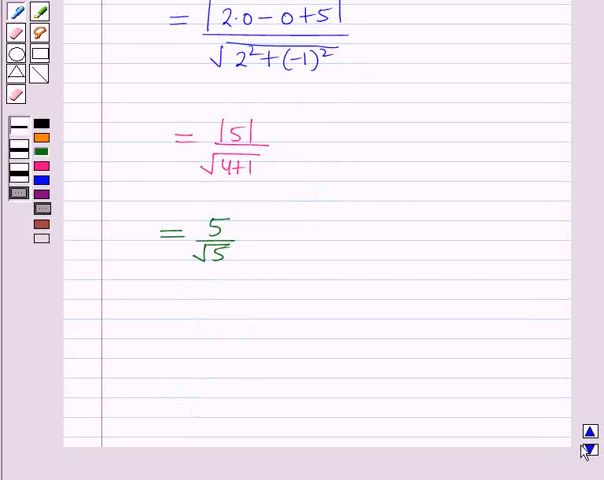 = |2·0 – 0 + 5| / √2² + (-1)²
= |5| / √4+1
= 5 / √5